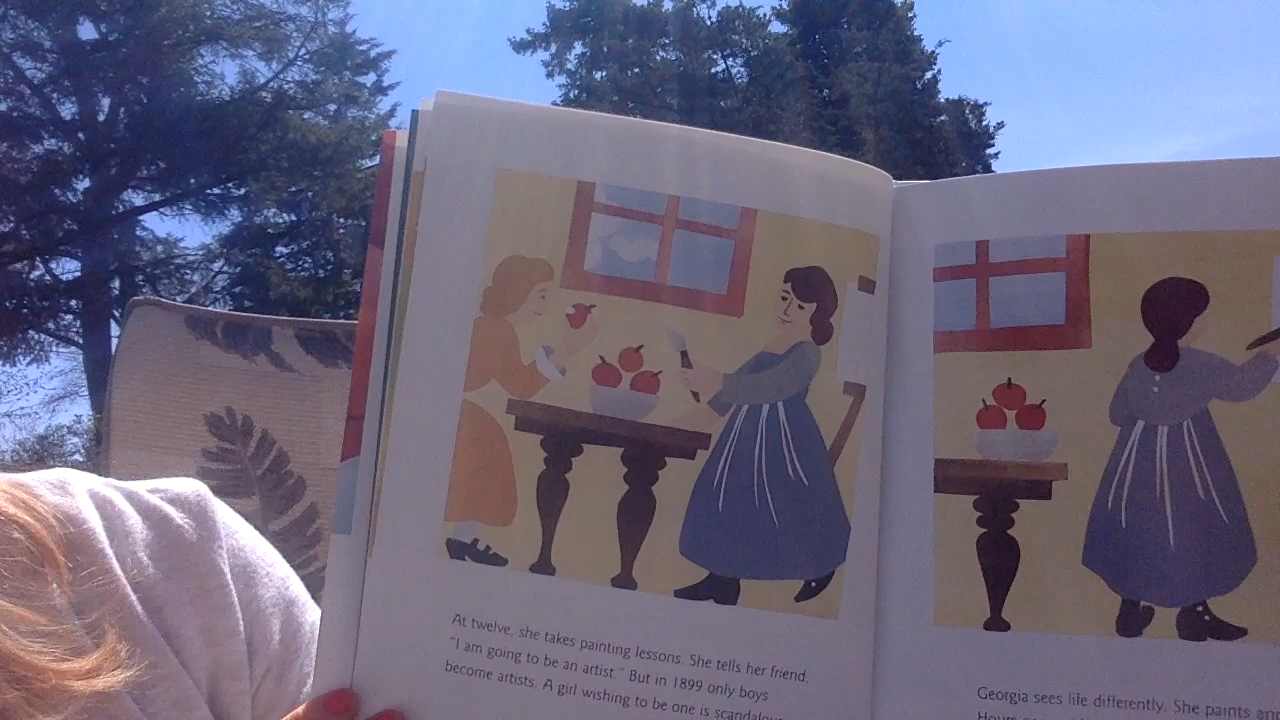 At twelve, she takes painting lessons. She tells her friend,
"I am going to be an artist." But in 1899 only boys
become artists. A girl wishing to be one is
Georgia sees life differently. She paints
Hours